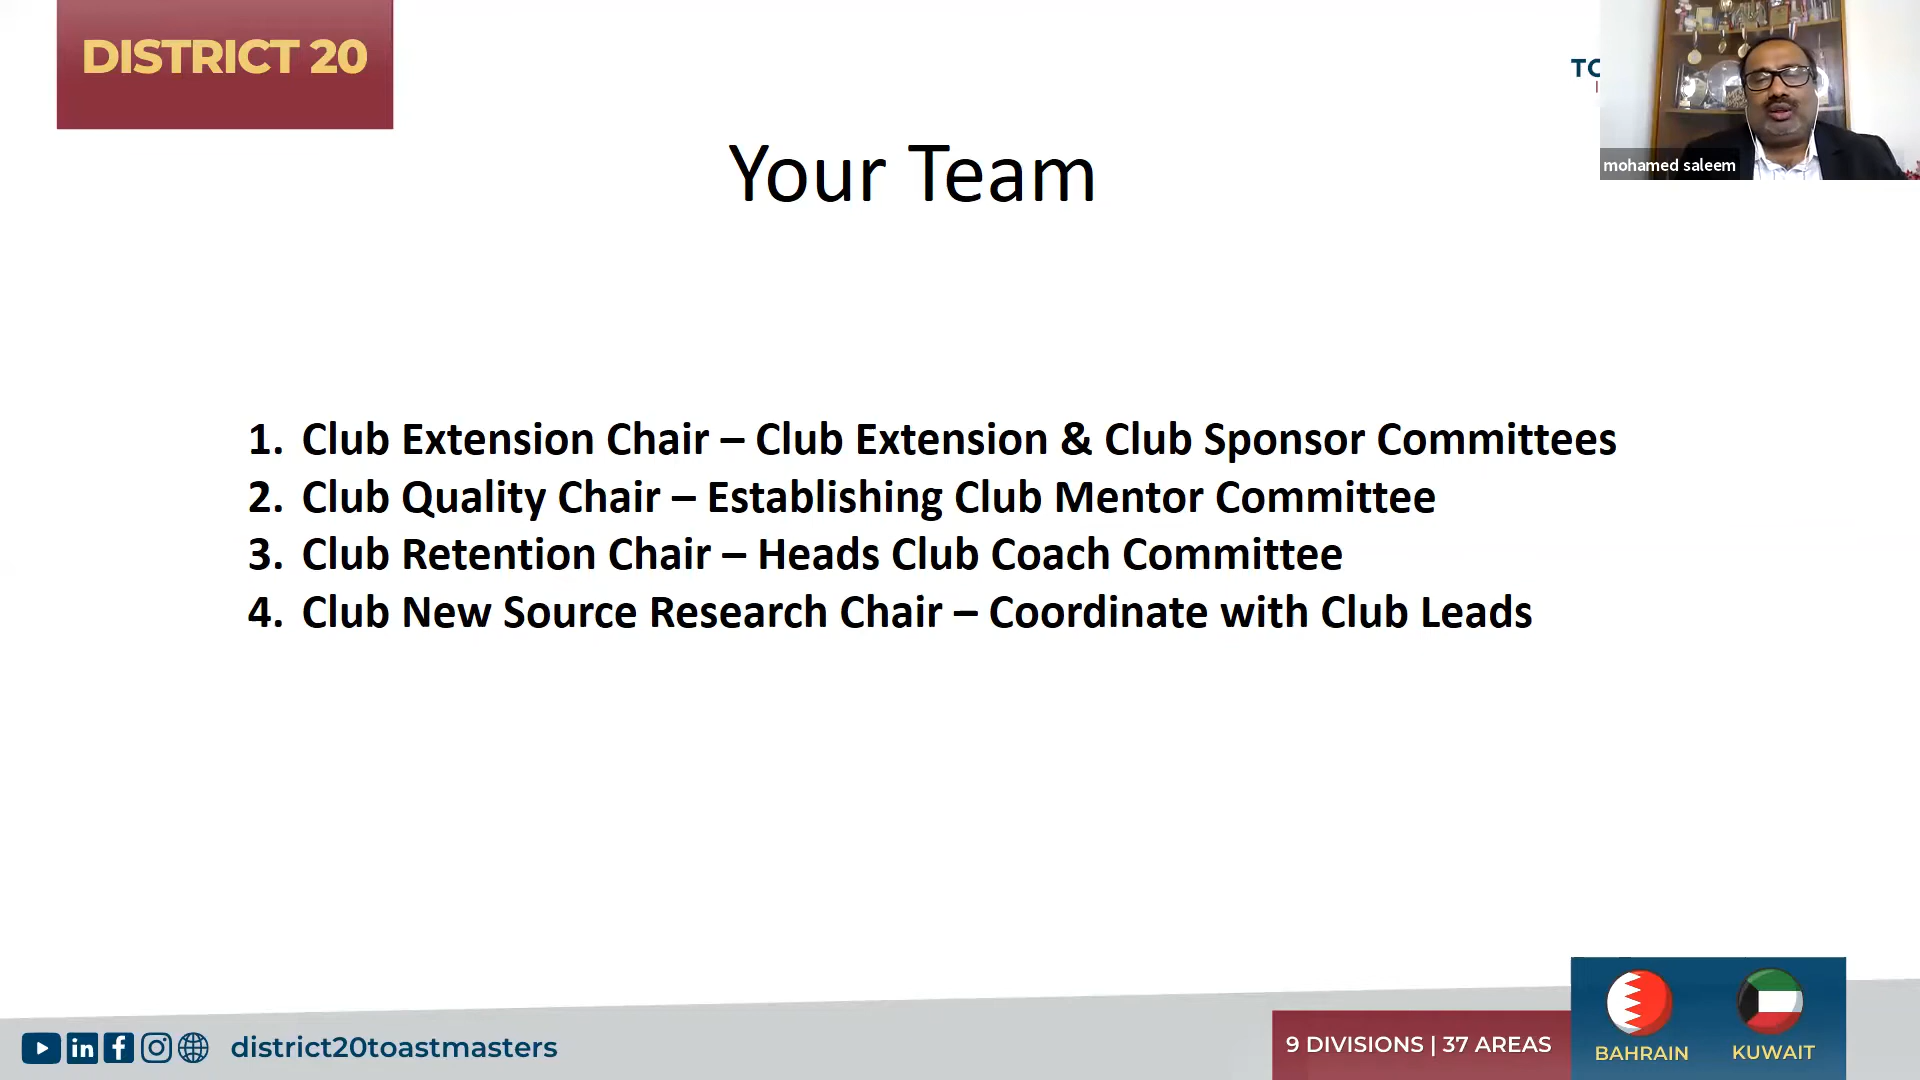 DISTRICT 20
TO
mohamed saleem
Your Team
1. Club Extension Chair – Club Extension & Club Sponsor Committees
2. Club Quality Chair – Establishing Club Mentor Committee
3. Club Retention Chair – Heads Club Coach Committee
4. Club New Source Research Chair – Coordinate with Club Leads
district20toastmasters
9 DIVISIONS | 37 AREAS
BAHRAIN
KUWAIT